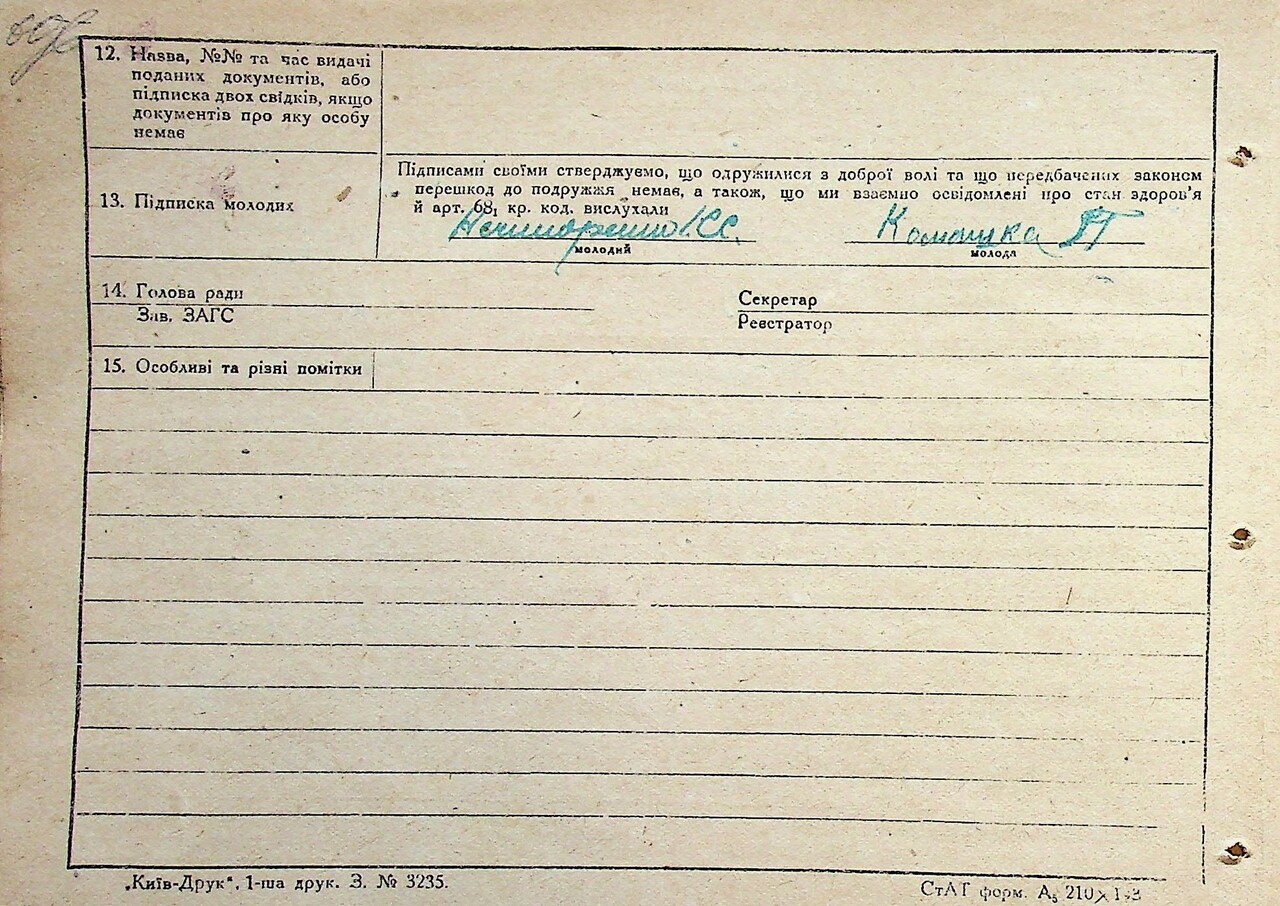 12. Назва, №№ та час видачі
поданих документів, або
підписка двох свідків, якщо
документів про яку особу
немає
13. Підписка молодих
Підписами своїми стверджуємо, що одружилися з доброї волі та що передбачених законом
перешкод до подружжя немає, а також, що ми взаємно освідомлені про стан здоров'я
й арт. 68₁ кр. код. вислухали
молодий
молода
14. Голова ради
Зав. ЗАГС
Секретар
Реєстратор
15. Особливі та різні помітки
„Київ-Друк“, 1-ша друк. З. № 3235.
СтАТ форм. А₅ 210×